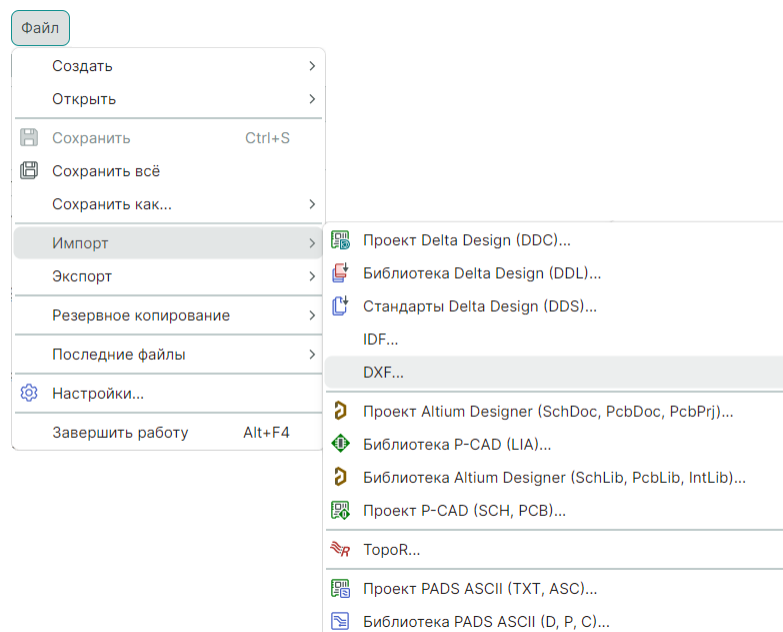 Файл
Создать
Открыть
Сохранить Ctrl+S
Сохранить всё
Сохранить как...
Импорт
Экспорт
Резервное копирование
Последние файлы
Настройки...
Завершить работу Alt+F4
Проект Delta Design (DDC)...
Библиотека Delta Design (DDL)...
Стандарты Delta Design (DDS)...
IDF...
DXF...
Проект Altium Designer (SchDoc, PcbDoc, PcbPrj)...
Библиотека P-CAD (LIA)...
Библиотека Altium Designer (SchLib, PcbLib, IntLib)...
Проект P-CAD (SCH, PCB)...
TopoR...
Проект PADS ASCII (TXT, ASC)...
Библиотека PADS ASCII (D, P, C)...